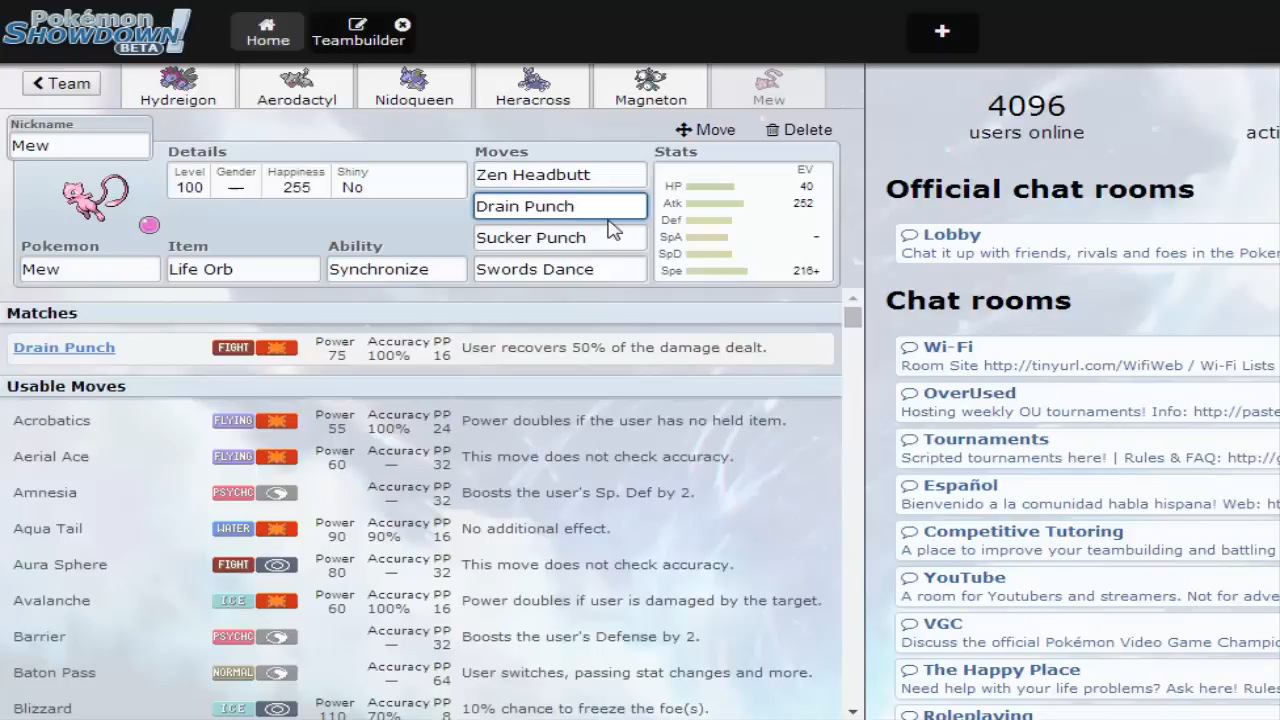 Pokémon
SHOWDOWN!
BETA
Home
Teambuilder
+
Team
Hydreigon
Aerodactyl
Nidoqueen
Heracross
Magneton
Mew
Nickname
Mew
Move
Delete
Details
Level
100
Gender
—
Happiness
255
Shiny
No
Moves
Zen Headbutt
Drain Punch
Sucker Punch
Swords Dance
Stats
EV
HP 40
Atk 252
Def
SpA -
SpD
Spe 216+
Pokemon
Mew
Item
Life Orb
Ability
Synchronize
Matches
Drain Punch FIGHT Power 75 Accuracy 100% PP 16 User recovers 50% of the damage dealt.
Usable Moves
Acrobatics FLYING Power 55 Accuracy 100% PP 24 Power doubles if the user has no held item.
Aerial Ace FLYING Power 60 Accuracy — PP 32 This move does not check accuracy.
Amnesia PSYCHC Accuracy — PP 32 Boosts the user's Sp. Def by 2.
Aqua Tail WATER Power 90 Accuracy 90% PP 16 No additional effect.
Aura Sphere FIGHT Power 80 Accuracy — PP 32 This move does not check accuracy.
Avalanche ICE Power 60 Accuracy 100% PP 16 Power doubles if user is damaged by the target.
Barrier PSYCHC Accuracy — PP 32 Boosts the user's Defense by 2.
Baton Pass NORMAL Accuracy — PP 64 User switches, passing stat changes and more.
Blizzard ICE Power 110 Accuracy 70% PP 8 10% chance to freeze the foe(s).
4096
users online
acti
Official chat rooms
Lobby
Chat it up with friends, rivals and foes in the Poker
Chat rooms
Wi-Fi
Room Site http://tinyurl.com/WifiWeb / Wi-Fi Lists
OverUsed
Hosting weekly OU tournaments! Info: http://paste
Tournaments
Scripted tournaments here! | Rules & FAQ: http://g
Español
Bienvenido a la comunidad habla hispana! Web: ht
Competitive Tutoring
A place to improve your teambuilding and battling
YouTube
A room for Youtubers and streamers. Not for adve
VGC
Discuss the official Pokémon Video Game Champic
The Happy Place
Need help with your life problems? Ask here! Rules
Roleplaying